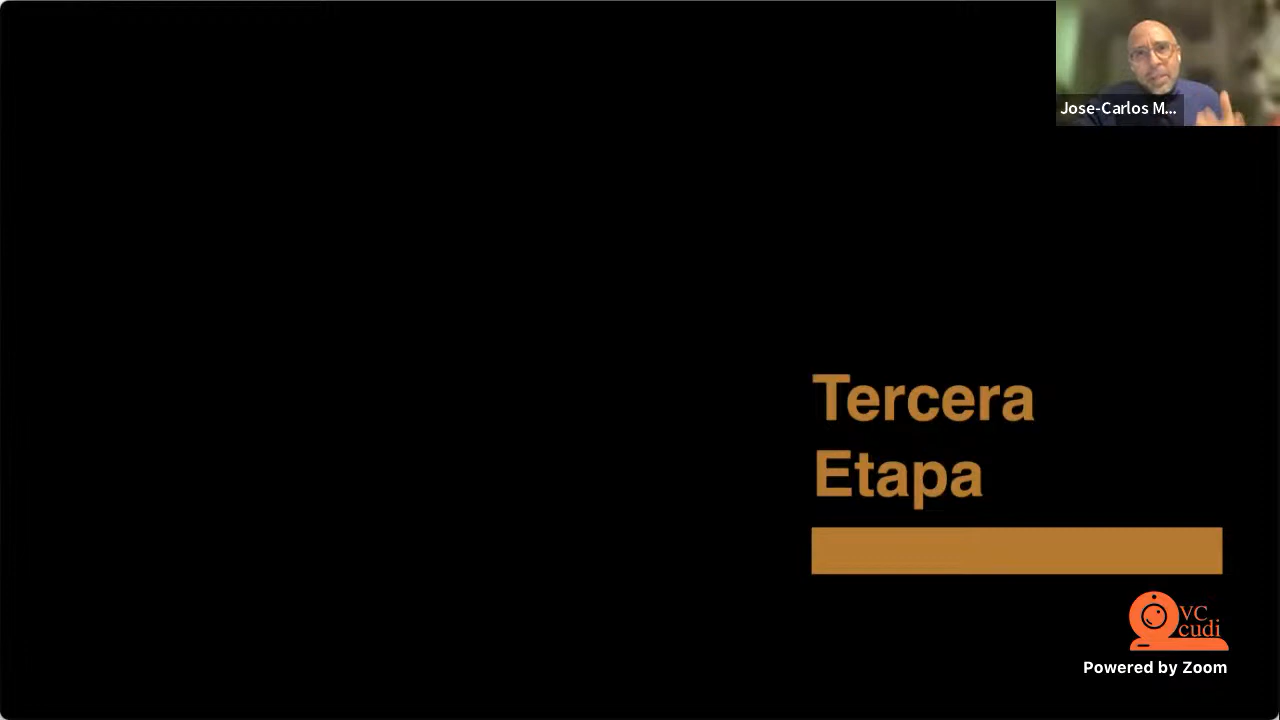 Jose-Carlos M...
Tercera
Etapa
VC
cudi
Powered by Zoom